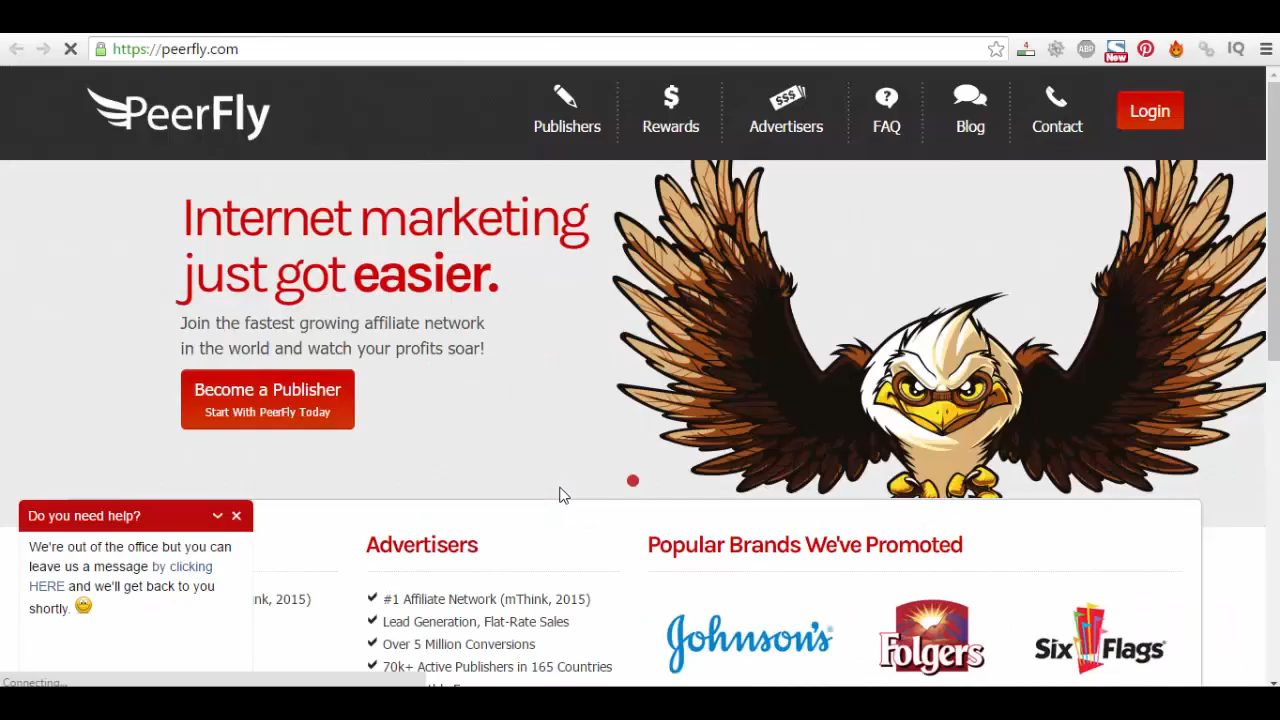 https://peerfly.com
4
ABP
New
IQ
PeerFly
Publishers
Rewards
$$$
Advertisers
FAQ
Blog
Contact
Login
Internet marketing
just got easier.
Join the fastest growing affiliate network
in the world and watch your profits soar!
Become a Publisher
Start With PeerFly Today
Do you need help?
We're out of the office but you can
leave us a message by clicking
HERE and we'll get back to you
shortly.
nk, 2015)
Advertisers
#1 Affiliate Network (mThink, 2015)
Lead Generation, Flat-Rate Sales
Over 5 Million Conversions
70k+ Active Publishers in 165 Countries
Popular Brands We've Promoted
Johnson's®
Folgers
Six Flags
Connecting...